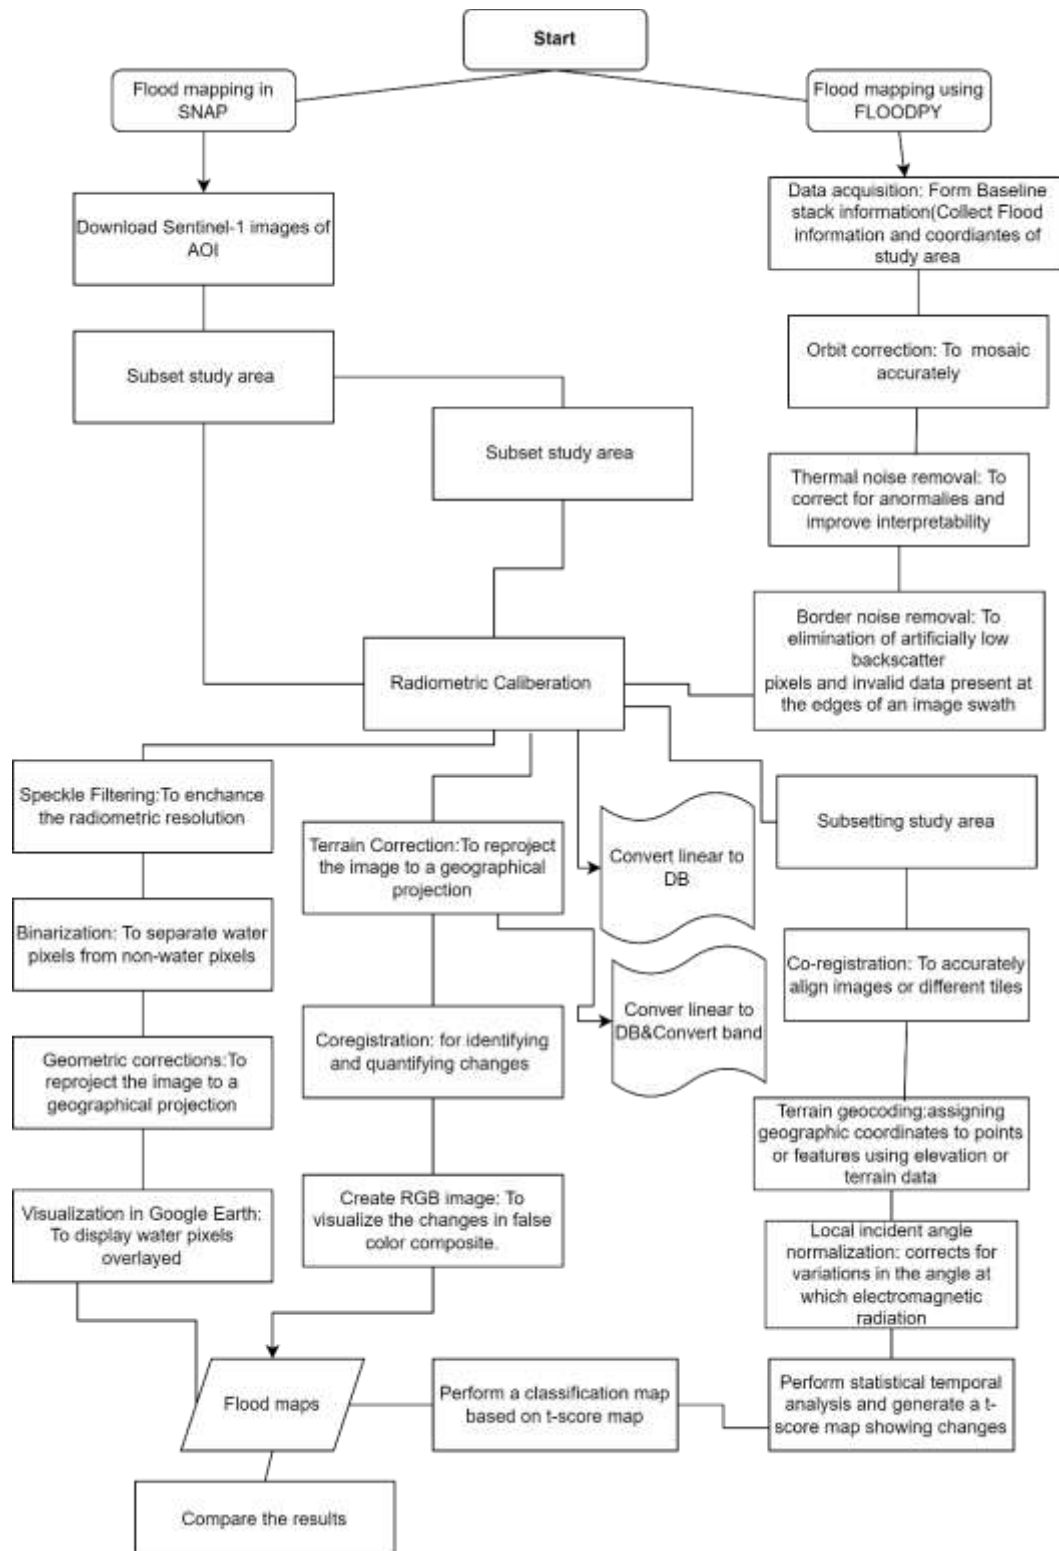 Start
Flood mapping in
SNAP
Flood mapping using
FLOODPY
Download Sentinel-1 images of
AOI
Data acquisition: Form Baseline
stack information(Collect Flood
information and coordiantes of
study area
Subset study area
Orbit correction: To mosaic
accurately
Subset study area
Thermal noise removal: To
correct for anormalies and
improve interpretability
Border noise removal: To
elimination of artificially low
backscatter
pixels and invalid data present at
the edges of an image swath
Radiometric Caliberation
Speckle Filtering:To enchance
the radiometric resolution
Terrain Correction:To reproject
the image to a geographical
projection
Convert linear to
DB
Subsetting study area
Binarization: To separate water
pixels from non-water pixels
Co-registration: To accurately
align images or different tiles
Conver linear to
DB&Convert band
Coregistration: for identifying
and quantifying changes
Geometric corrections:To
reproject the image to a
geographical projection
Terrain geocoding:assigning
geographic coordinates to points
or features using elevation or
terrain data
Create RGB image: To
visualize the changes in false
color composite.
Visualization in Google Earth:
To display water pixels
overlayed
Local incident angle
normalization: corrects for
variations in the angle at
which electromagnetic
radiation
Flood maps
Perform a classification map
based on t-score map
Perform statistical temporal
analysis and generate a t-
score map showing changes
Compare the results